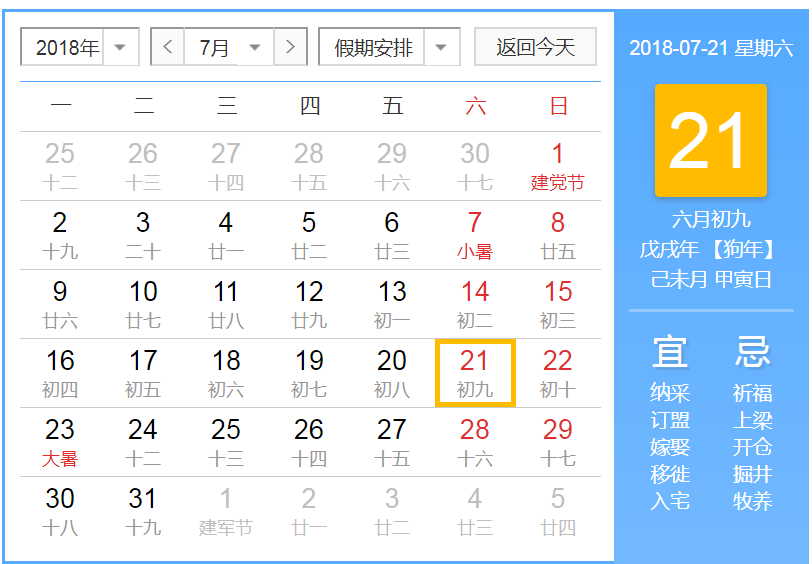 2018年 7月 假期安排 返回今天
一 二 三 四 五 六 日
25 26 27 28 29 30 1
十二 十三 十四 十五 十六 十七 建党节
2 3 4 5 6 7 8
十九 二十 廿一 廿二 廿三 小暑 廿五
9 10 11 12 13 14 15
廿六 廿七 廿八 廿九 初一 初二 初三
16 17 18 19 20 21 22
初四 初五 初六 初七 初八 初九 初十
23 24 25 26 27 28 29
大暑 十二 十三 十四 十五 十六 十七
30 31 1 2 3 4 5
十八 十九 建军节 廿一 廿二 廿三 廿四
2018-07-21 星期六
21
六月初九
戊戌年【狗年】
己未月 甲寅日
宜 忌
纳采 祈福
订盟 上梁
嫁娶 开仓
移徙 掘井
入宅 牧养